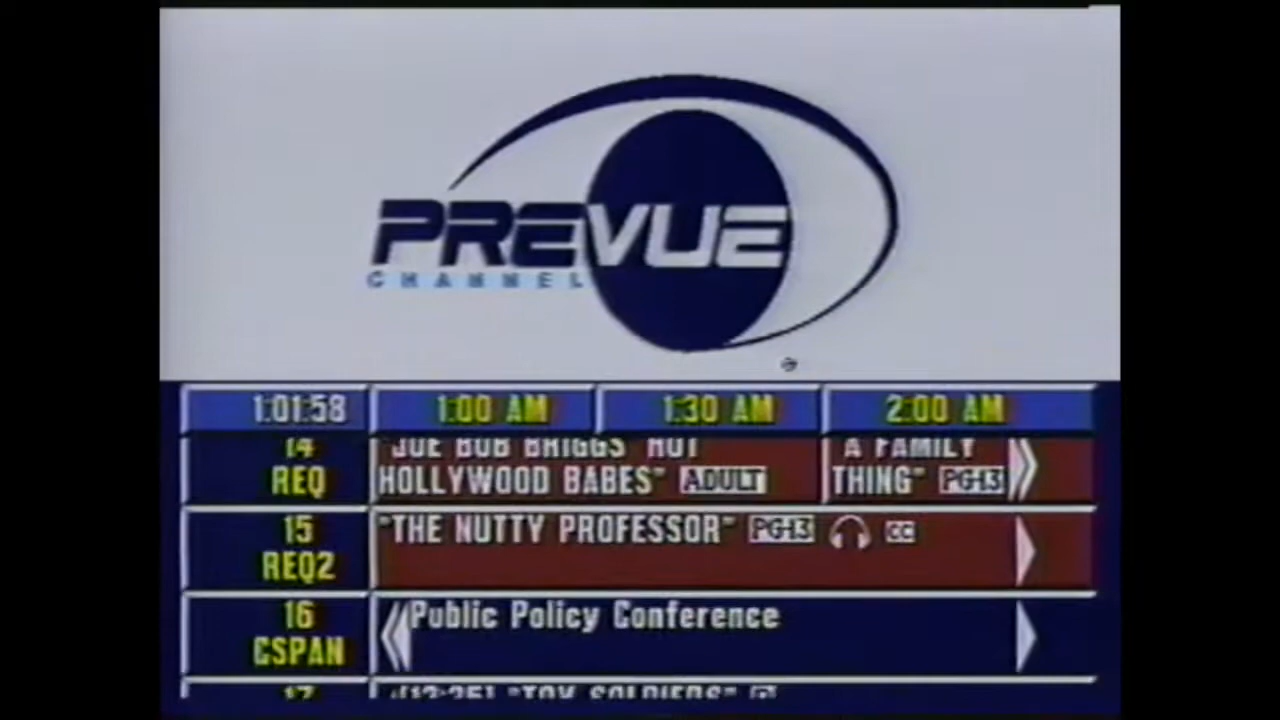 PREVUE
CHANNEL
1:01:58 1:00 AM 1:30 AM 2:00 AM
14 "JOE BOB BRIGGS' HOT "A FAMILY
REQ HOLLYWOOD BABES" ADULT THING" PG-13
15 "THE NUTTY PROFESSOR" PG-13 CC
REQ2
16 Public Policy Conference
CSPAN
17 [12:35] "TOY SOLDIERS"